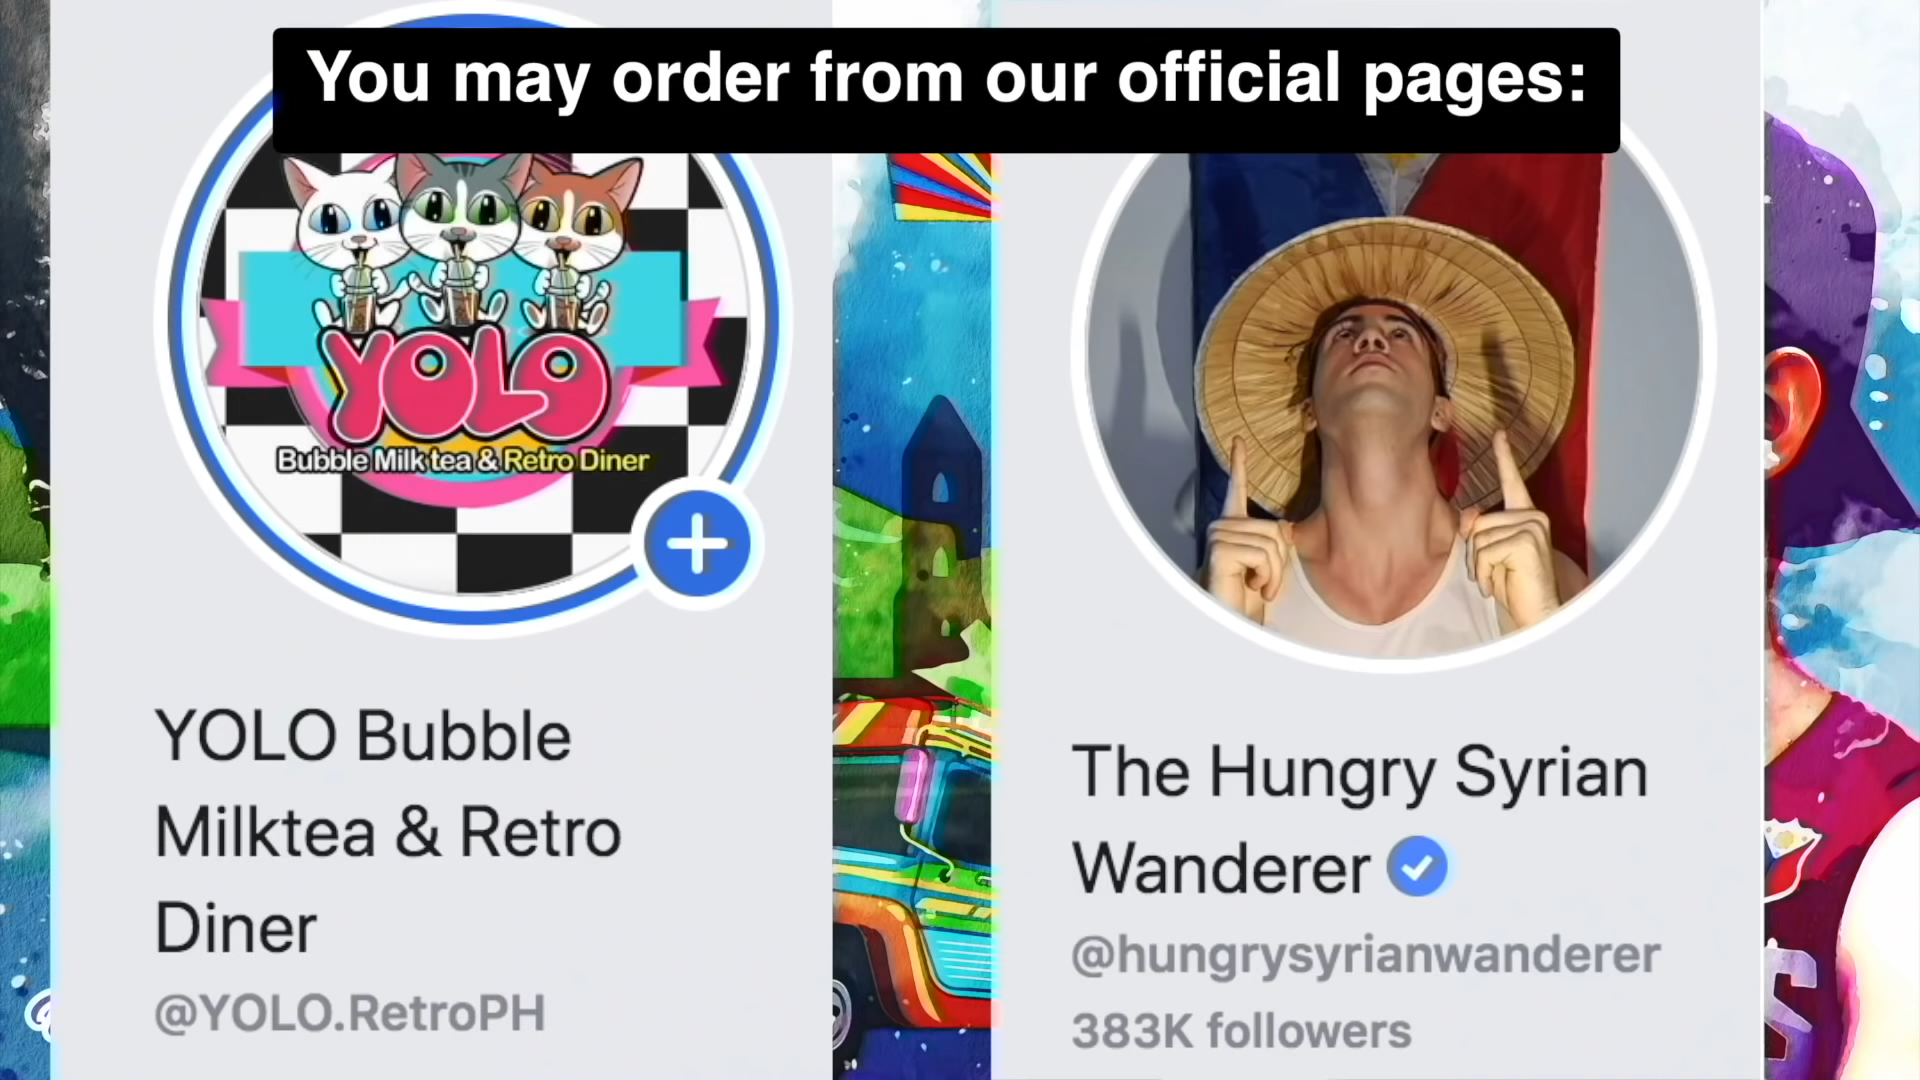 You may order from our official pages:
YOLO
Bubble Milk tea & Retro Diner
YOLO Bubble
Milktea & Retro
Diner
@YOLO.RetroPH
The Hungry Syrian
Wanderer
@hungrysyrianwanderer
383K followers